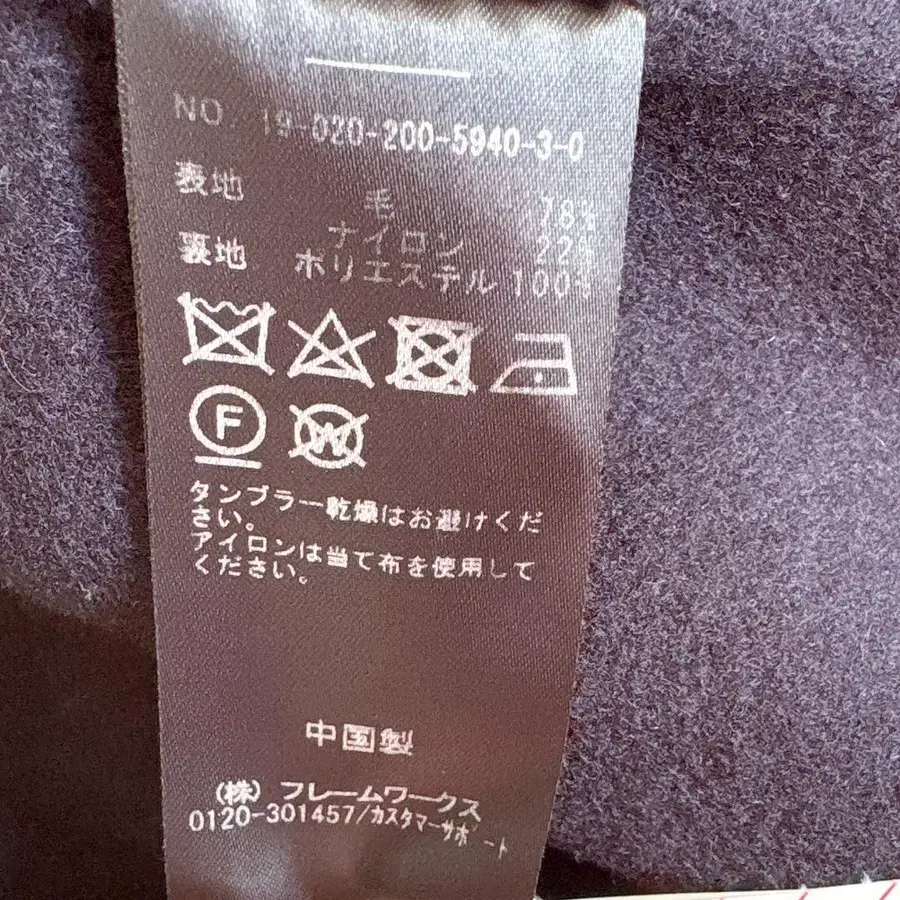 NO. 19-020-200-5940-3-0
表地 毛 78%
ナイロン 22%
裏地 ポリエステル 100%
F W
タンブラー乾燥はお避けくだ
さい。
アイロンは当て布を使用して
ください。
中国製
(株) フレームワークス
0120-301457/カスタマーサポート